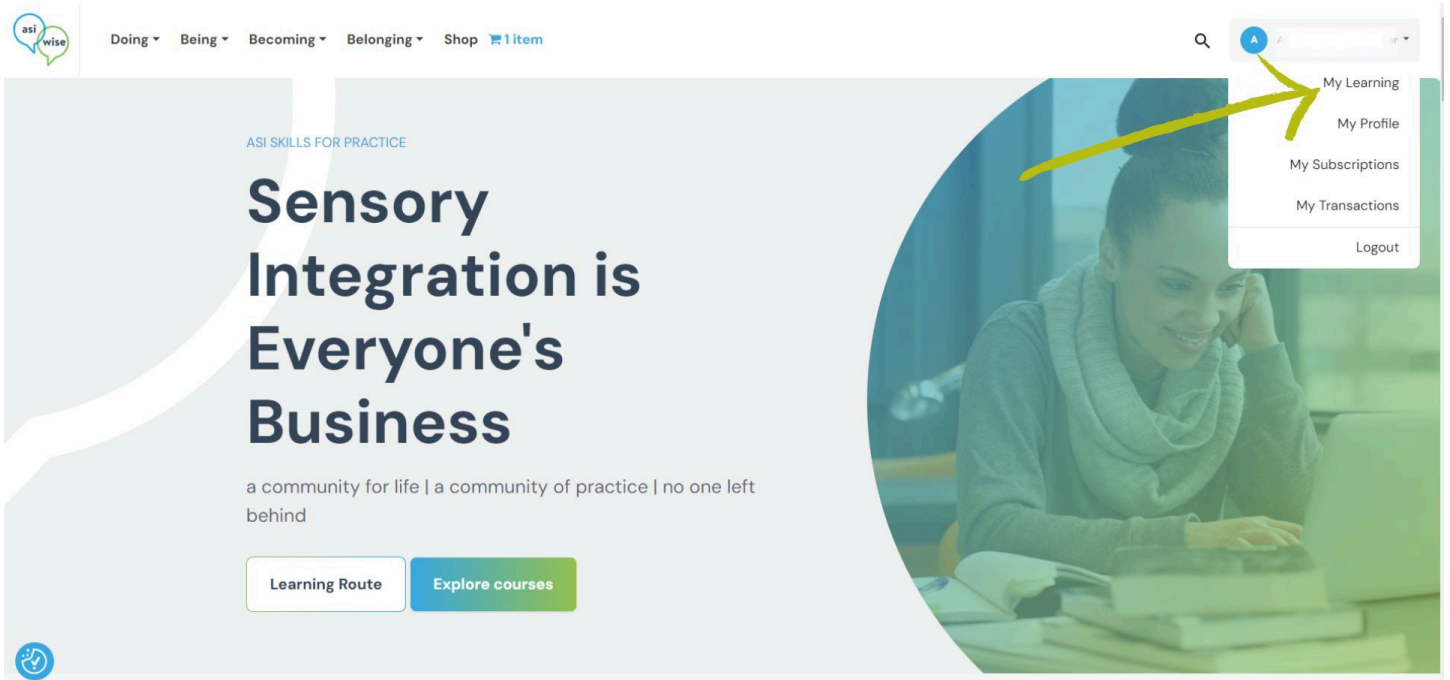 asi
wise
Doing Being Becoming Belonging Shop 1 item
A
My Learning
My Profile
My Subscriptions
My Transactions
Logout
ASI SKILLS FOR PRACTICE
Sensory
Integration is
Everyone's
Business
a community for life | a community of practice | no one left
behind
Learning Route Explore courses